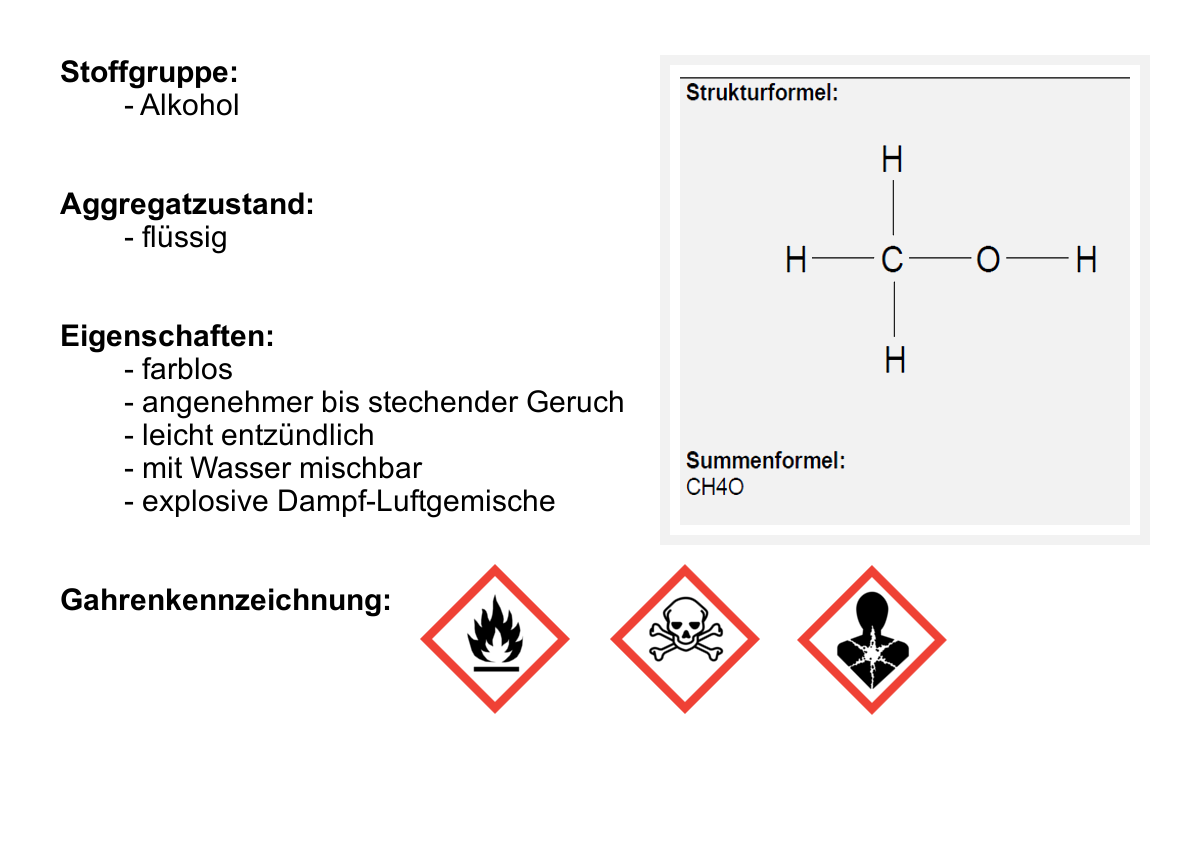 Stoffgruppe:
- Alkohol
Aggregatzustand:
- flüssig
Eigenschaften:
- farblos
- angenehmer bis stechender Geruch
- leicht entzündlich
- mit Wasser mischbar
- explosive Dampf-Luftgemische
Gahrenkennzeichnung:
Strukturformel:
H
H C O H
H
Summenformel:
CH4O